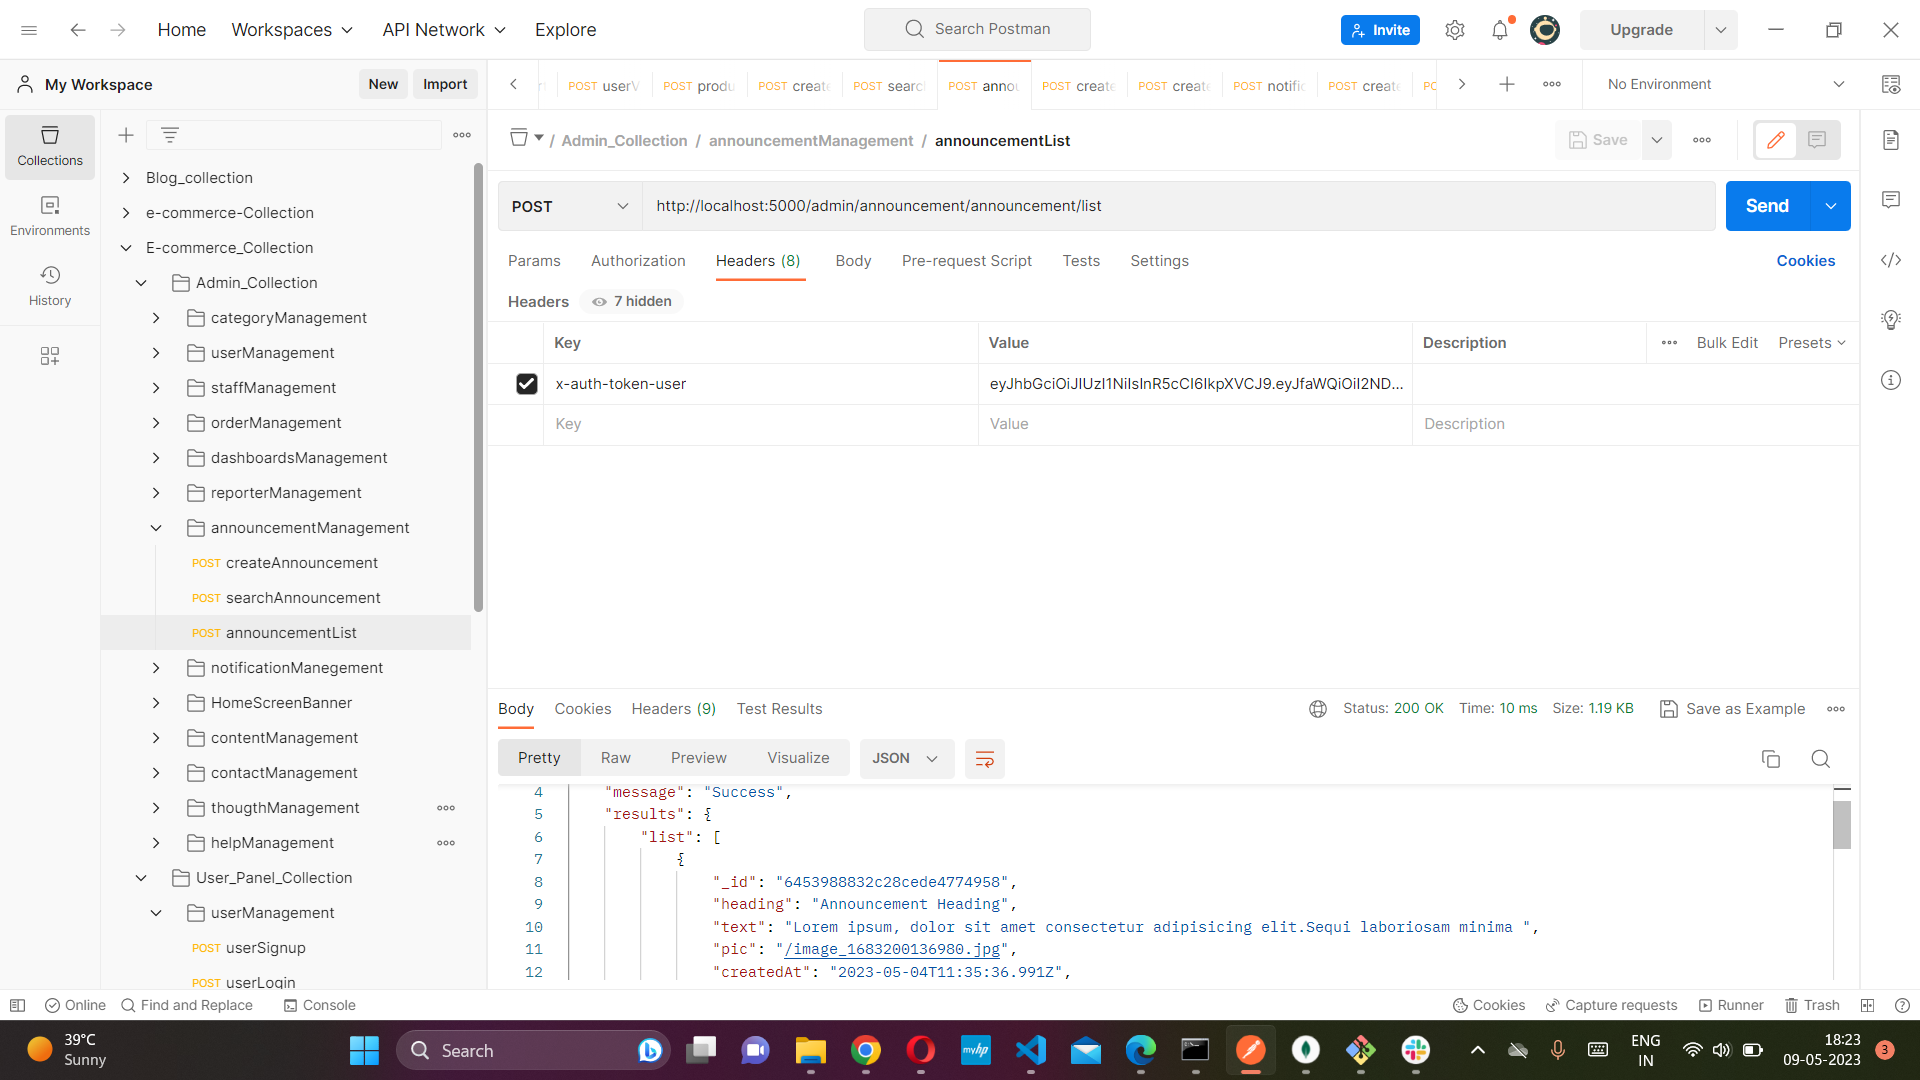 Home
Workspaces
API Network
Explore
Search Postman
Invite
Upgrade
My Workspace
New
Import
POST userV
POST produ
POST create
POST searc
POST annou
POST create
POST create
POST notific
POST create
PO
No Environment
Collections
Environments
History
Blog_collection
e-commerce-Collection
E-commerce_Collection
Admin_Collection
categoryManagement
userManagement
staffManagement
orderManagement
dashboardsManagement
reporterManagement
announcementManagement
POST createAnnouncement
POST searchAnnouncement
POST announcementList
notificationManegement
HomeScreenBanner
contentManagement
contactManagement
thougthManagement
helpManagement
User_Panel_Collection
userManagement
POST userSignup
POST userLogin
/ Admin_Collection / announcementManagement / announcementList
Save
POST
http://localhost:5000/admin/announcement/announcement/list
Send
Params
Authorization
Headers (8)
Body
Pre-request Script
Tests
Settings
Cookies
Headers
7 hidden
Key
Value
Description
Bulk Edit
Presets
x-auth-token-user
eyJhbGciOiJIUzI1NiIsInR5cCI6IkpXVCJ9.eyJfaWQiOiI2ND...
Key
Value
Description
Body
Cookies
Headers (9)
Test Results
Status: 200 OK
Time: 10 ms
Size: 1.19 KB
Save as Example
Pretty
Raw
Preview
Visualize
JSON
4 "message": "Success",
5 "results": {
6 "list": [
7 {
8 "_id": "6453988832c28cede4774958",
9 "heading": "Announcement Heading",
10 "text": "Lorem ipsum, dolor sit amet consectetur adipisicing elit.Sequi laboriosam minima ",
11 "pic": "/image_1683200136980.jpg",
12 "createdAt": "2023-05-04T11:35:36.991Z",
Online
Find and Replace
Console
Cookies
Capture requests
Runner
Trash
39°C
Sunny
Search
myhp
ENG
IN
18:23
09-05-2023
3